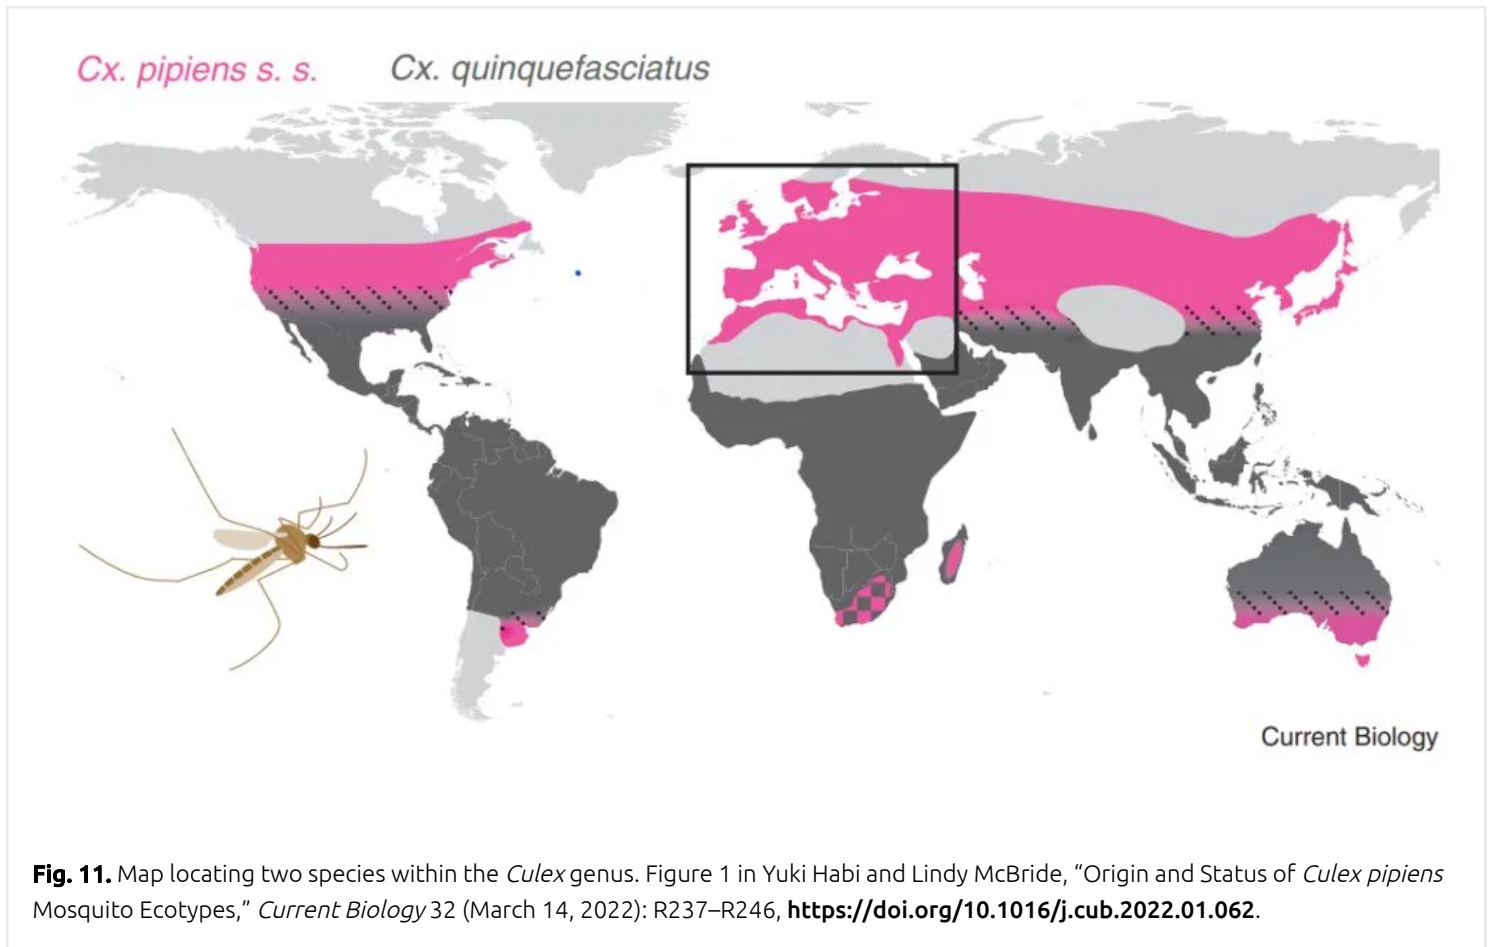 Cx. pipiens s. s. Cx. quinquefasciatus
Current Biology
Fig. 11. Map locating two species within the Culex genus. Figure 1 in Yuki Habi and Lindy McBride, “Origin and Status of Culex pipiens
Mosquito Ecotypes,” Current Biology 32 (March 14, 2022): R237–R246, https://doi.org/10.1016/j.cub.2022.01.062.